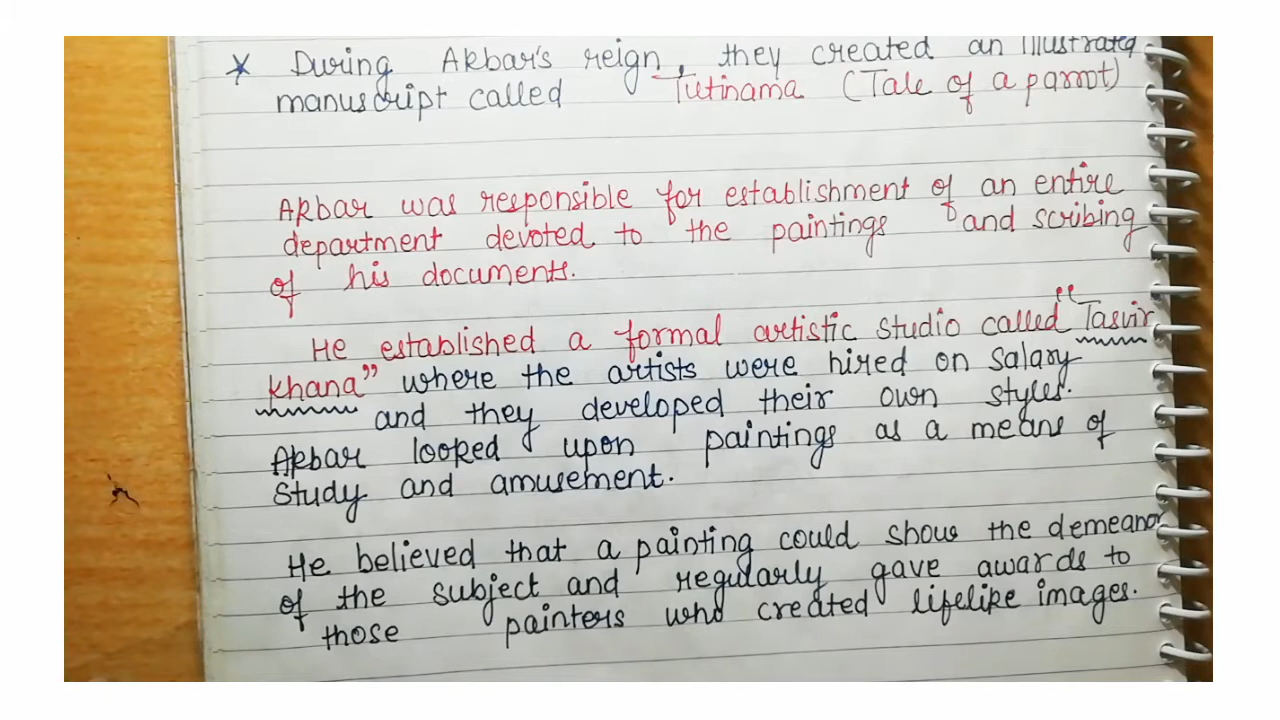 * During Akbar's reign, they created an Illustrated
manuscript called Tutinama (Tale of a parrot)
Akbar was responsible for establishment of an entire
department devoted to the paintings and scribing
of his documents.
He established a formal artistic studio called "Tasvir
khana" where the artists were hired on salary
and they developed their own styles.
Akbar looked upon paintings as a means of
study and amusement.
He believed that a painting could show the demeanor
of the subject and regularly gave awards to
those painters who created lifelike images.